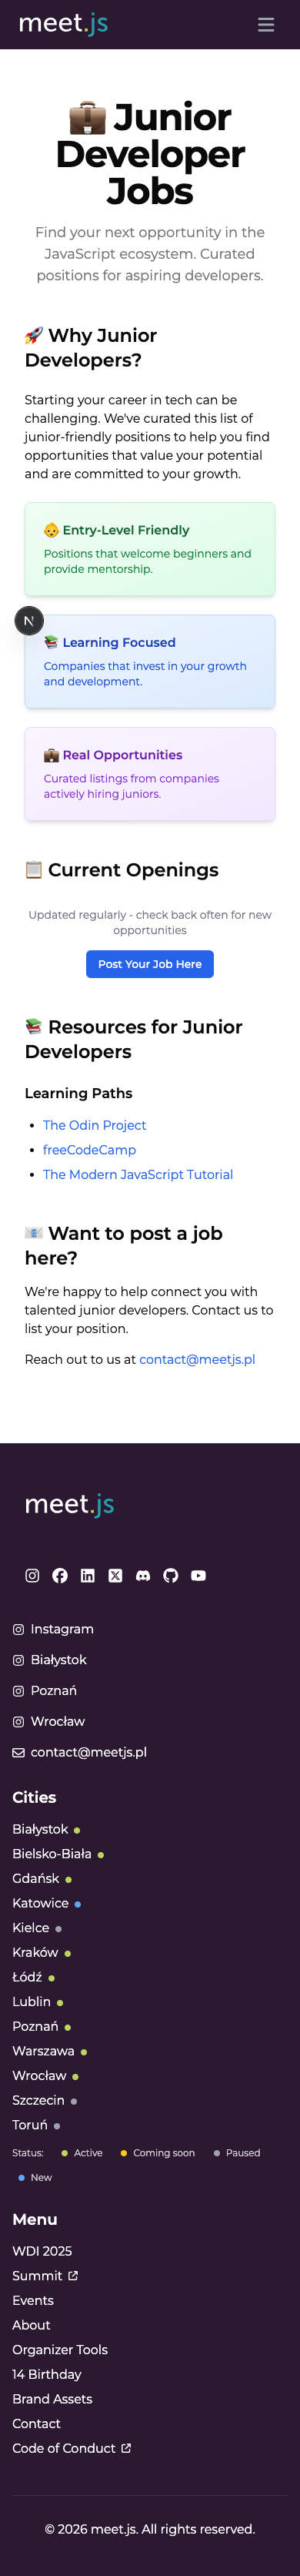 meet.js
💼 Junior
Developer
Jobs
Find your next opportunity in the
JavaScript ecosystem. Curated
positions for aspiring developers.
🚀 Why Junior
Developers?
Starting your career in tech can be
challenging. We've curated this list of
junior-friendly positions to help you find
opportunities that value your potential
and are committed to your growth.
👶 Entry-Level Friendly
Positions that welcome beginners and
provide mentorship.
N
📚 Learning Focused
Companies that invest in your growth
and development.
💼 Real Opportunities
Curated listings from companies
actively hiring juniors.
📋 Current Openings
Updated regularly - check back often for new
opportunities
Post Your Job Here
📚 Resources for Junior
Developers
Learning Paths
• The Odin Project
• freeCodeCamp
• The Modern JavaScript Tutorial
📧 Want to post a job
here?
We're happy to help connect you with
talented junior developers. Contact us to
list your position.
Reach out to us at contact@meetjs.pl
meet.js
Instagram
Białystok
Poznań
Wrocław
contact@meetjs.pl
Cities
Białystok
Bielsko-Biała
Gdańsk
Katowice
Kielce
Kraków
Łódź
Lublin
Poznań
Warszawa
Wrocław
Szczecin
Toruń
Status: Active Coming soon Paused
New
Menu
WDI 2025
Summit
Events
About
Organizer Tools
14 Birthday
Brand Assets
Contact
Code of Conduct
© 2026 meet.js. All rights reserved.